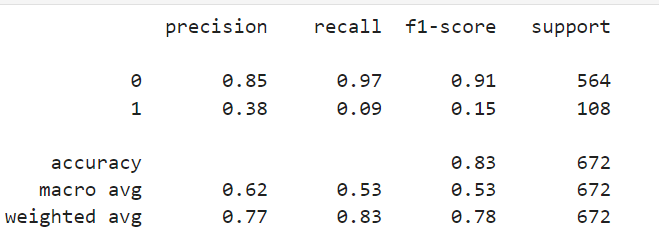 precision recall f1-score support
0 0.85 0.97 0.91 564
1 0.38 0.09 0.15 108
accuracy 0.83 672
macro avg 0.62 0.53 0.53 672
weighted avg 0.77 0.83 0.78 672